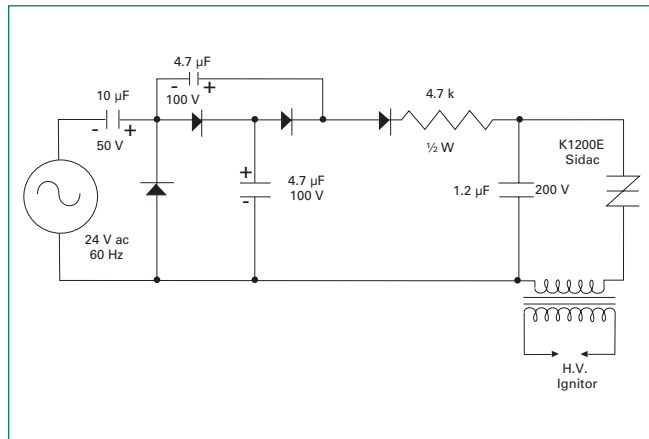 4.7 µF
- +
100 V
10 µF
- +
50 V
4.7 k
½ W
K1200E
Sidac
+
-
4.7 µF
100 V
1.2 µF
200 V
24 V ac
60 Hz
H.V.
Ignitor